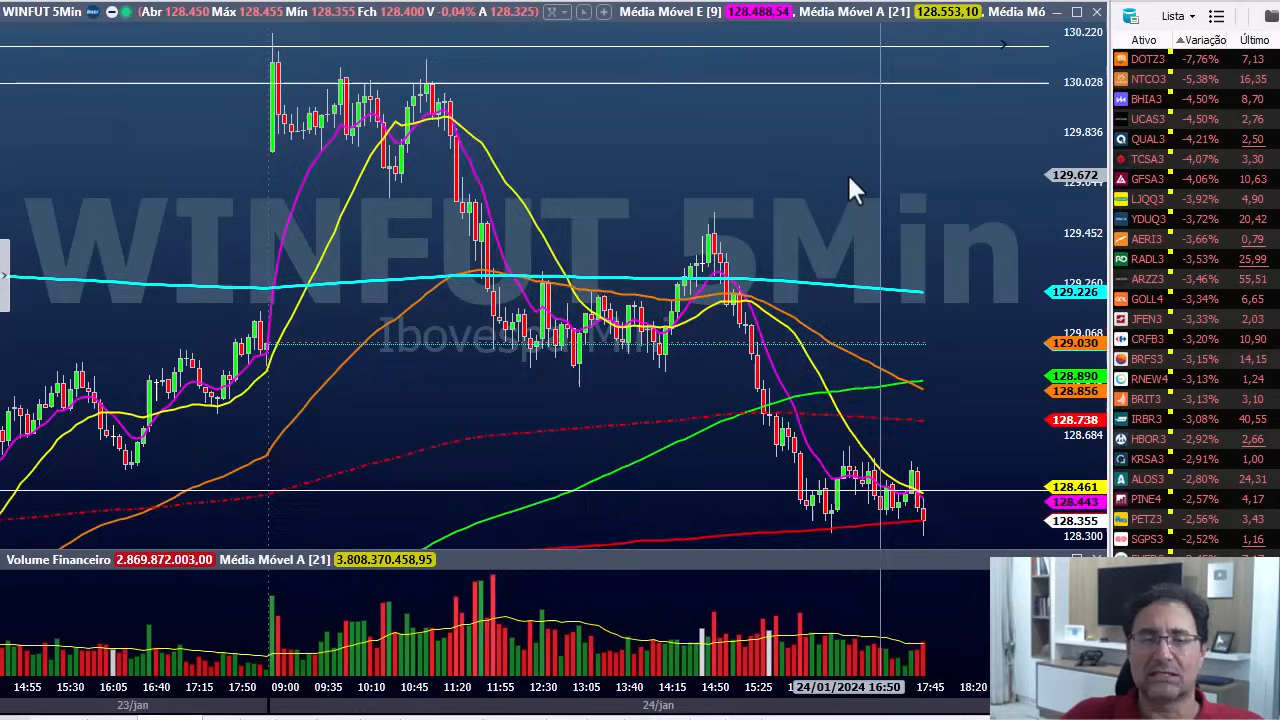 WINFUT 5Min (Abr 128.450 Máx 128.455 Min 128.355 Fch 128.400 V -0,04% A 128.325) Média Móvel E [9] 128.488,54, Média Móvel A [21] 128.553,10, Média Mó
130.220
130.028
129.836
129.672
129.644
129.452
129.260
129.226
129.068
129.030
128.890
128.856
128.738
128.684
128.461
128.443
128.355
128.300
WINFUT 5Min
Volume Financeiro 2.869.872.003,00 Média Móvel A [21] 3.808.370.458,95
14:55 15:30 16:05 16:40 17:15 17:50 09:00 09:35 10:10 10:45 11:20 11:55 12:30 13:05 13:40 14:15 14:50 15:25 24/01/2024 16:50 17:45 18:20
23/jan 24/jan
Lista
Ativo Variação Último
DOTZ3 -7,76% 7,13
NTCO3 -5,38% 16,35
BHIA3 -4,50% 8,70
UCAS3 -4,50% 2,76
QUAL3 -4,21% 2,50
TCSA3 -4,07% 3,30
GFSA3 -4,06% 10,63
LJQQ3 -3,92% 4,90
YDUQ3 -3,72% 20,42
AERI3 -3,66% 0,79
RADL3 -3,53% 25,99
ARZZ3 -3,46% 55,51
GOLL4 -3,34% 6,65
JFEN3 -3,33% 2,03
CRFB3 -3,20% 10,90
BRFS3 -3,15% 14,15
RNEW4 -3,13% 1,24
BRIT3 -3,13% 3,10
IRBR3 -3,08% 40,55
HBOR3 -2,92% 2,66
KRSA3 -2,91% 1,00
ALOS3 -2,80% 24,31
PINE4 -2,57% 4,17
PETZ3 -2,56% 3,43
SGPS3 -2,52% 1,16